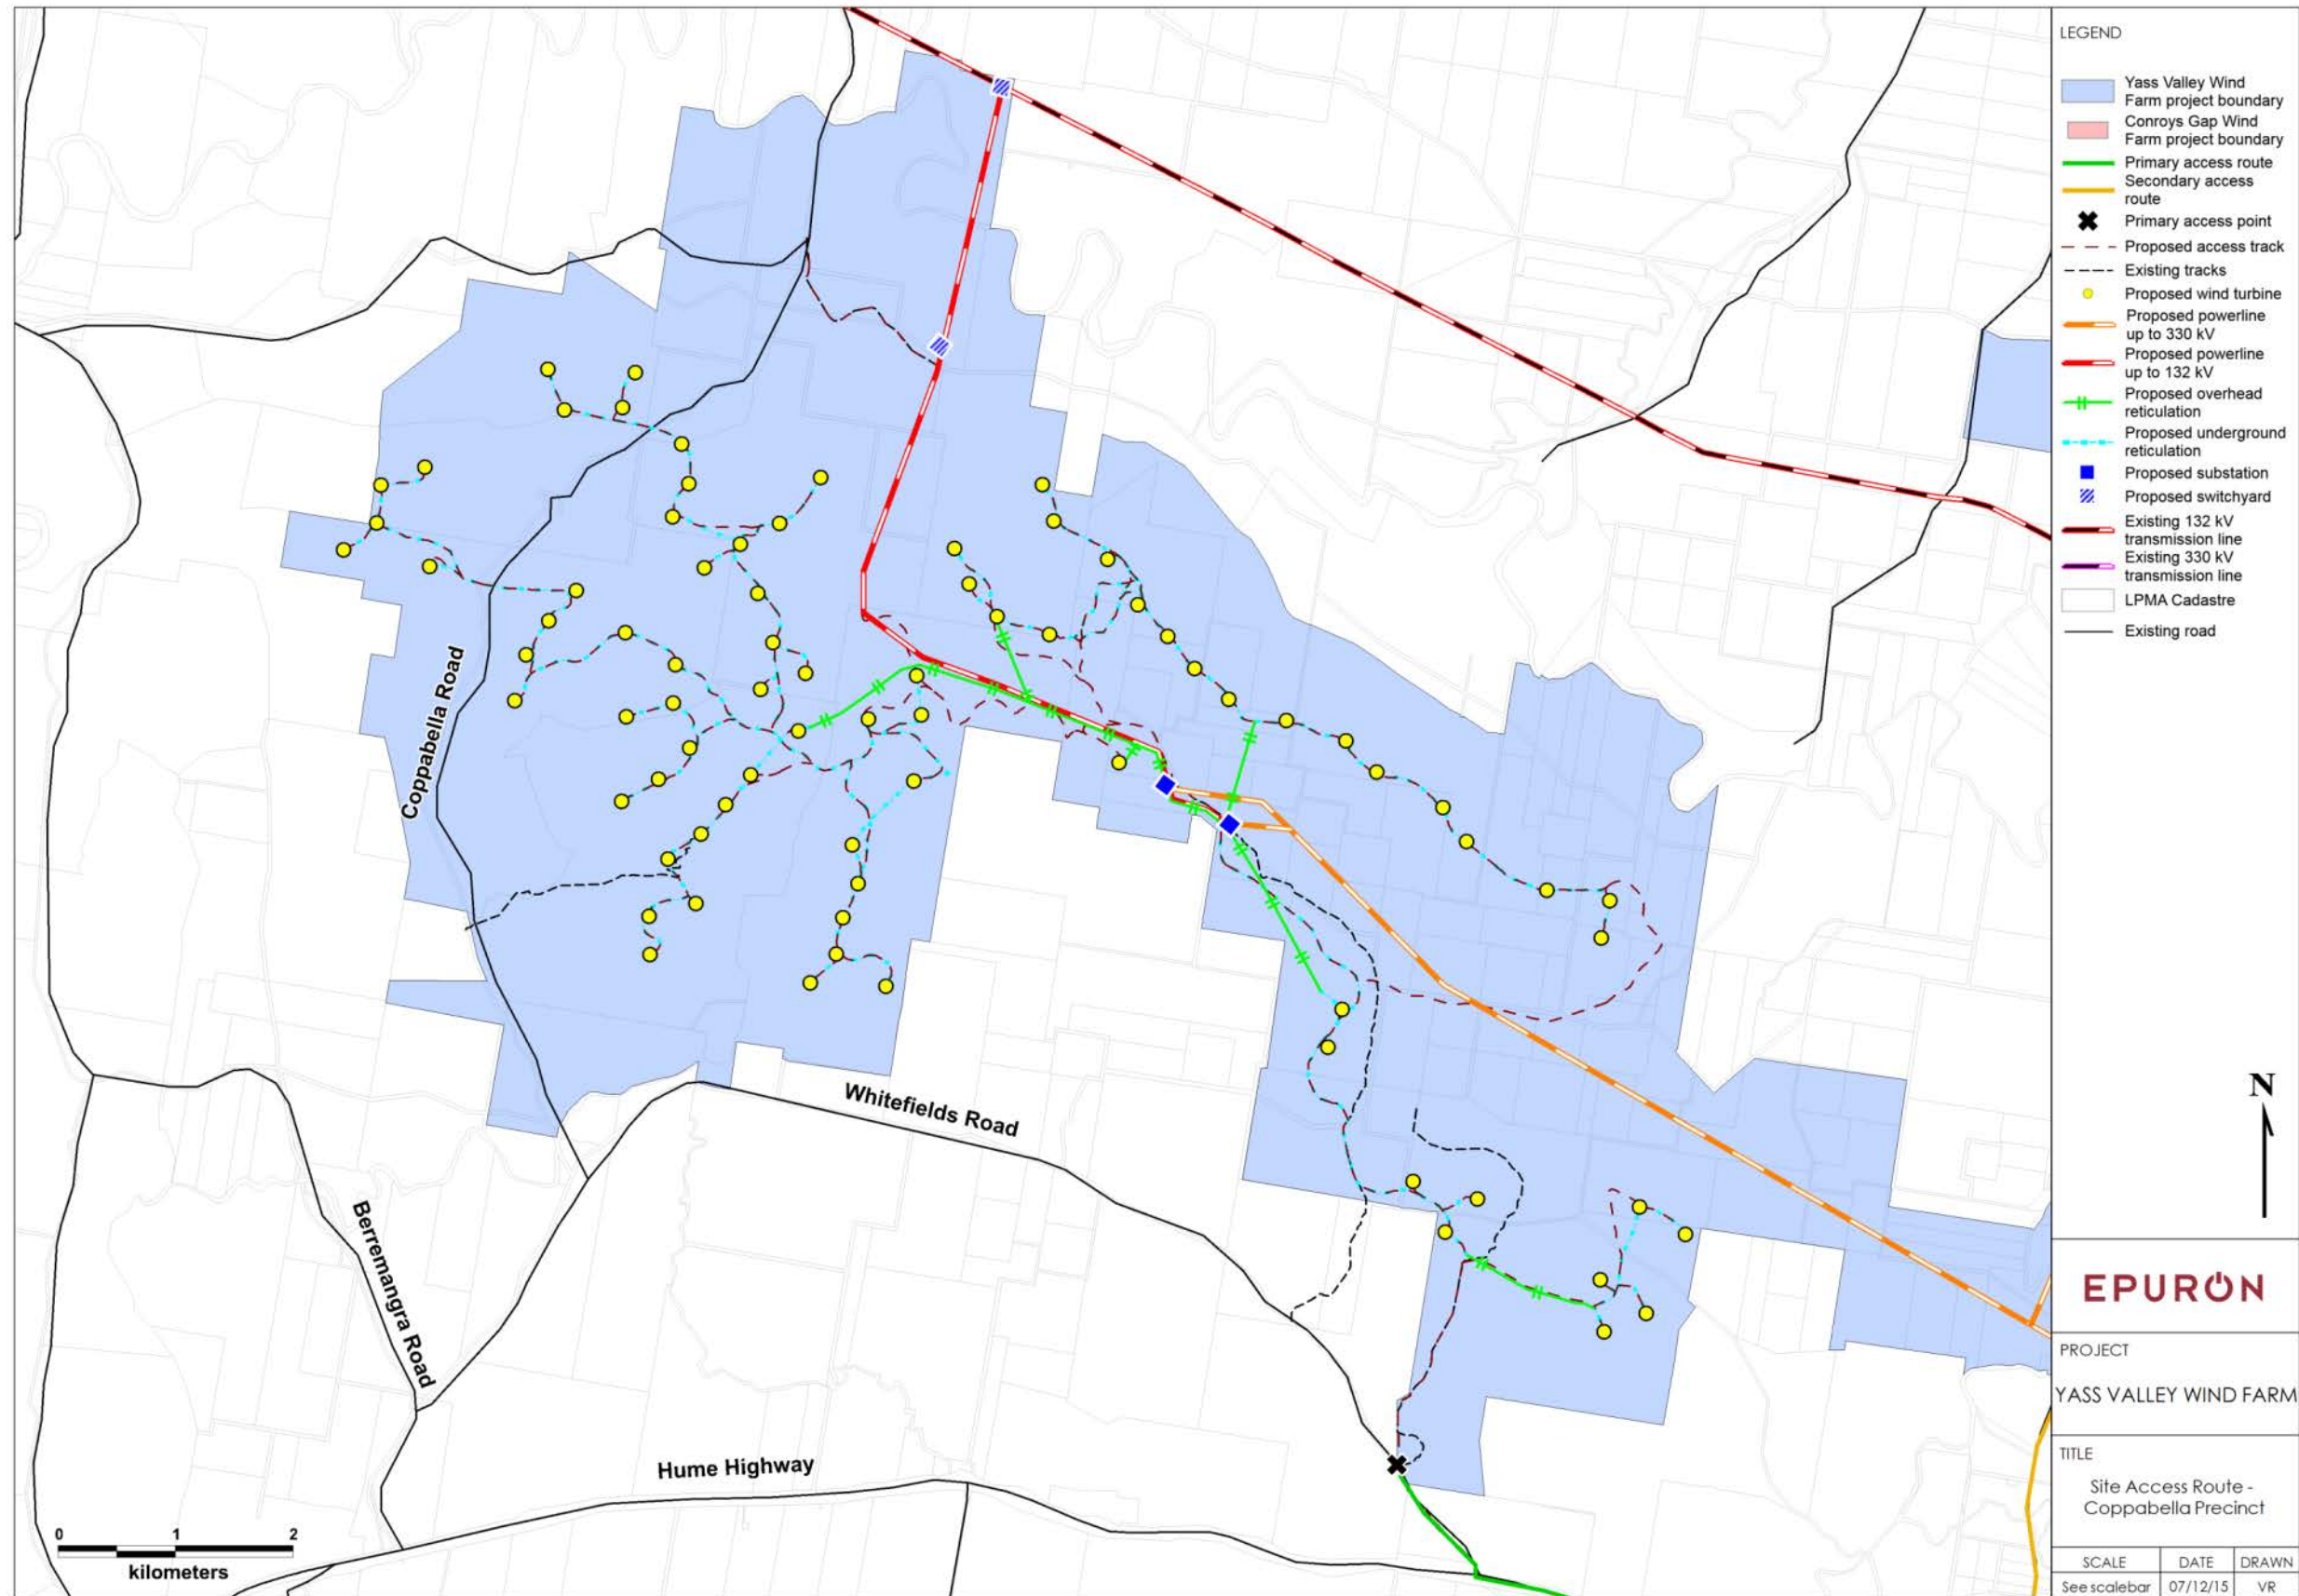 LEGEND
Yass Valley Wind
Farm project boundary
Conroys Gap Wind
Farm project boundary
Primary access route
Secondary access
route
Primary access point
Proposed access track
Existing tracks
Proposed wind turbine
Proposed powerline
up to 330 kV
Proposed powerline
up to 132 kV
Proposed overhead
reticulation
Proposed underground
reticulation
Proposed substation
Proposed switchyard
Existing 132 kV
transmission line
Existing 330 kV
transmission line
LPMA Cadastre
Existing road
Coppabella Road
Whitefields Road
Berremangra Road
Hume Highway
0 1 2
kilometers
N
EPURON
PROJECT
YASS VALLEY WIND FARM
TITLE
Site Access Route -
Coppabella Precinct
SCALE DATE DRAWN
See scalebar 07/12/15 VR